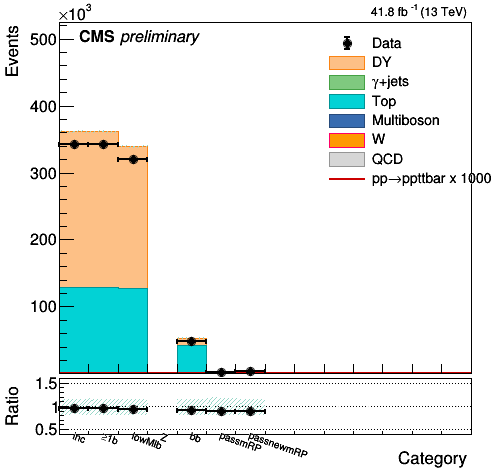 ×10³
41.8 fb⁻¹ (13 TeV)
CMS preliminary
Events
500
400
300
200
100
Data
DY
γ+jets
Top
Multiboson
W
QCD
pp→ppttbar x 1000
Ratio
1.5
1
0.5
inc
≥1b
lowMlb
Z
bb
passmRP
passnewmRP
Category